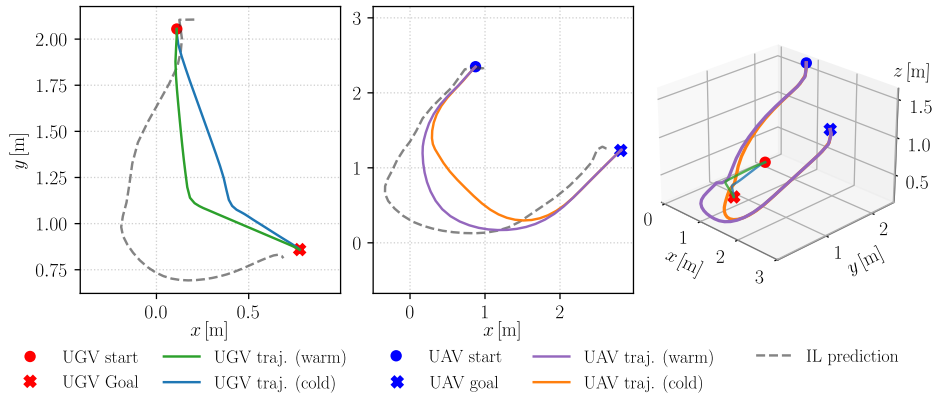 2.00
1.75
1.50
1.25
1.00
0.75
y [m]
0.0
0.5
x [m]
3
2
1
0
0
1
2
x [m]
z [m]
1.5
1.0
0.5
0
1
2
3
x [m]
1
2
y [m]
UGV start
UGV traj. (warm)
UAV start
UAV traj. (warm)
IL prediction
UGV Goal
UGV traj. (cold)
UAV goal
UAV traj. (cold)